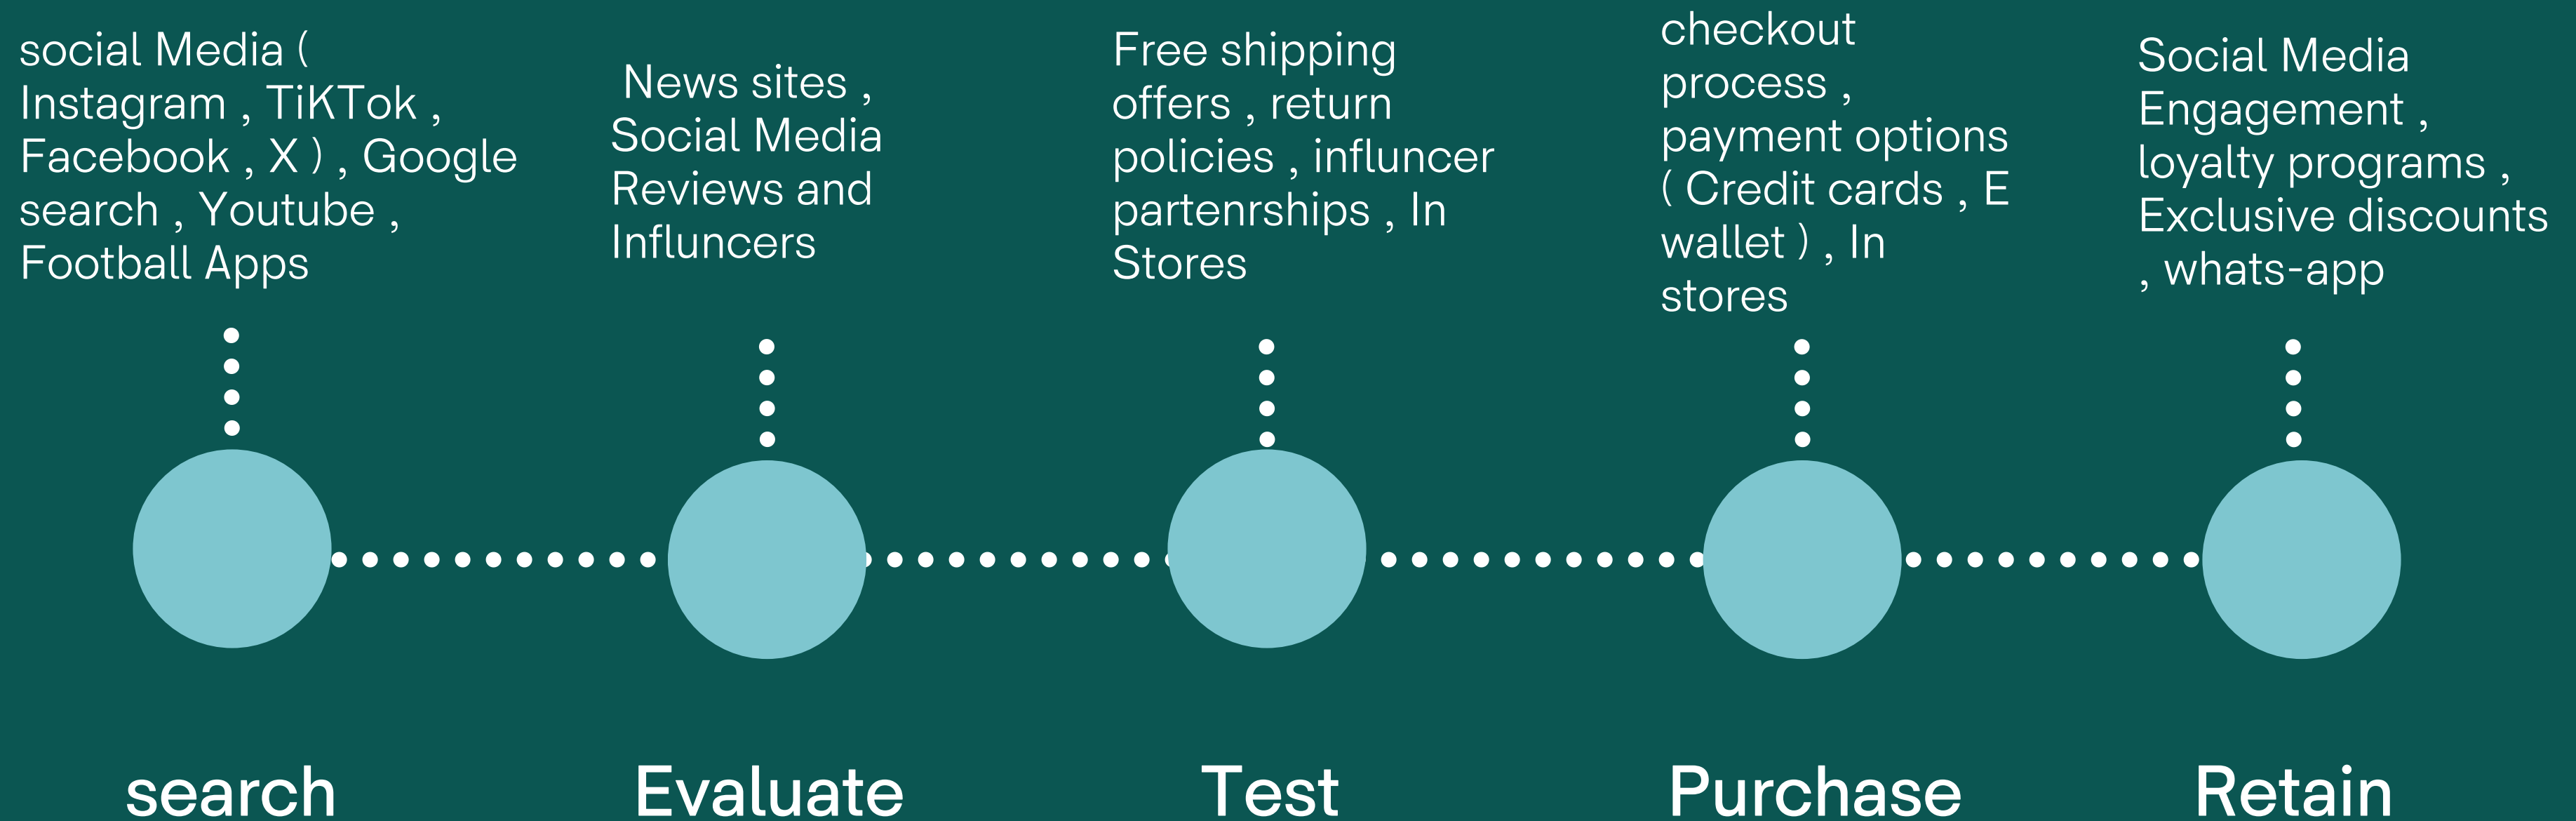 social Media (
Instagram , TiKTok ,
Facebook , X ) , Google
search , Youtube ,
Football Apps
News sites ,
Social Media
Reviews and
Influncers
Free shipping
offers , return
policies , influncer
partenrships , In
Stores
checkout
process ,
payment options
( Credit cards , E
wallet ) , In
stores
Social Media
Engagement ,
loyalty programs ,
Exclusive discounts
, whats-app
search
Evaluate
Test
Purchase
Retain